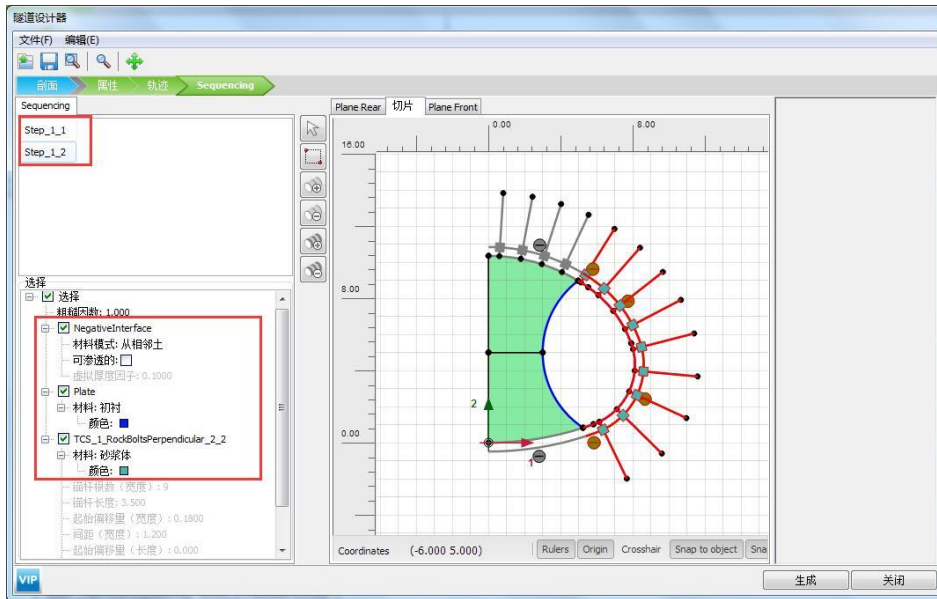 隧道设计器
文件(F) 编辑(E)
剖面 属性 轨迹 Sequencing
Sequencing
Step_1_1
Step_1_2
选择
选择
粗糙因数: 1.000
NegativeInterface
材料模式: 从相邻土
可渗透的:
虚拟厚度因子: 0.1000
Plate
材料: 初衬
颜色:
TCS_1_RockBoltsPerpendicular_2_2
材料: 砂浆体
颜色:
锚杆根数（宽度）: 9
锚杆长度: 3.500
起始偏移量（宽度）: 0.1800
间距（宽度）: 1.200
起始偏移量（长度）: 0.000
Plane Rear 切片 Plane Front
0.00 8.00
16.00
8.00
0.00
2
1
Coordinates (-6.000 5.000) Rulers Origin Crosshair Snap to object Sna
VIP
生成 关闭